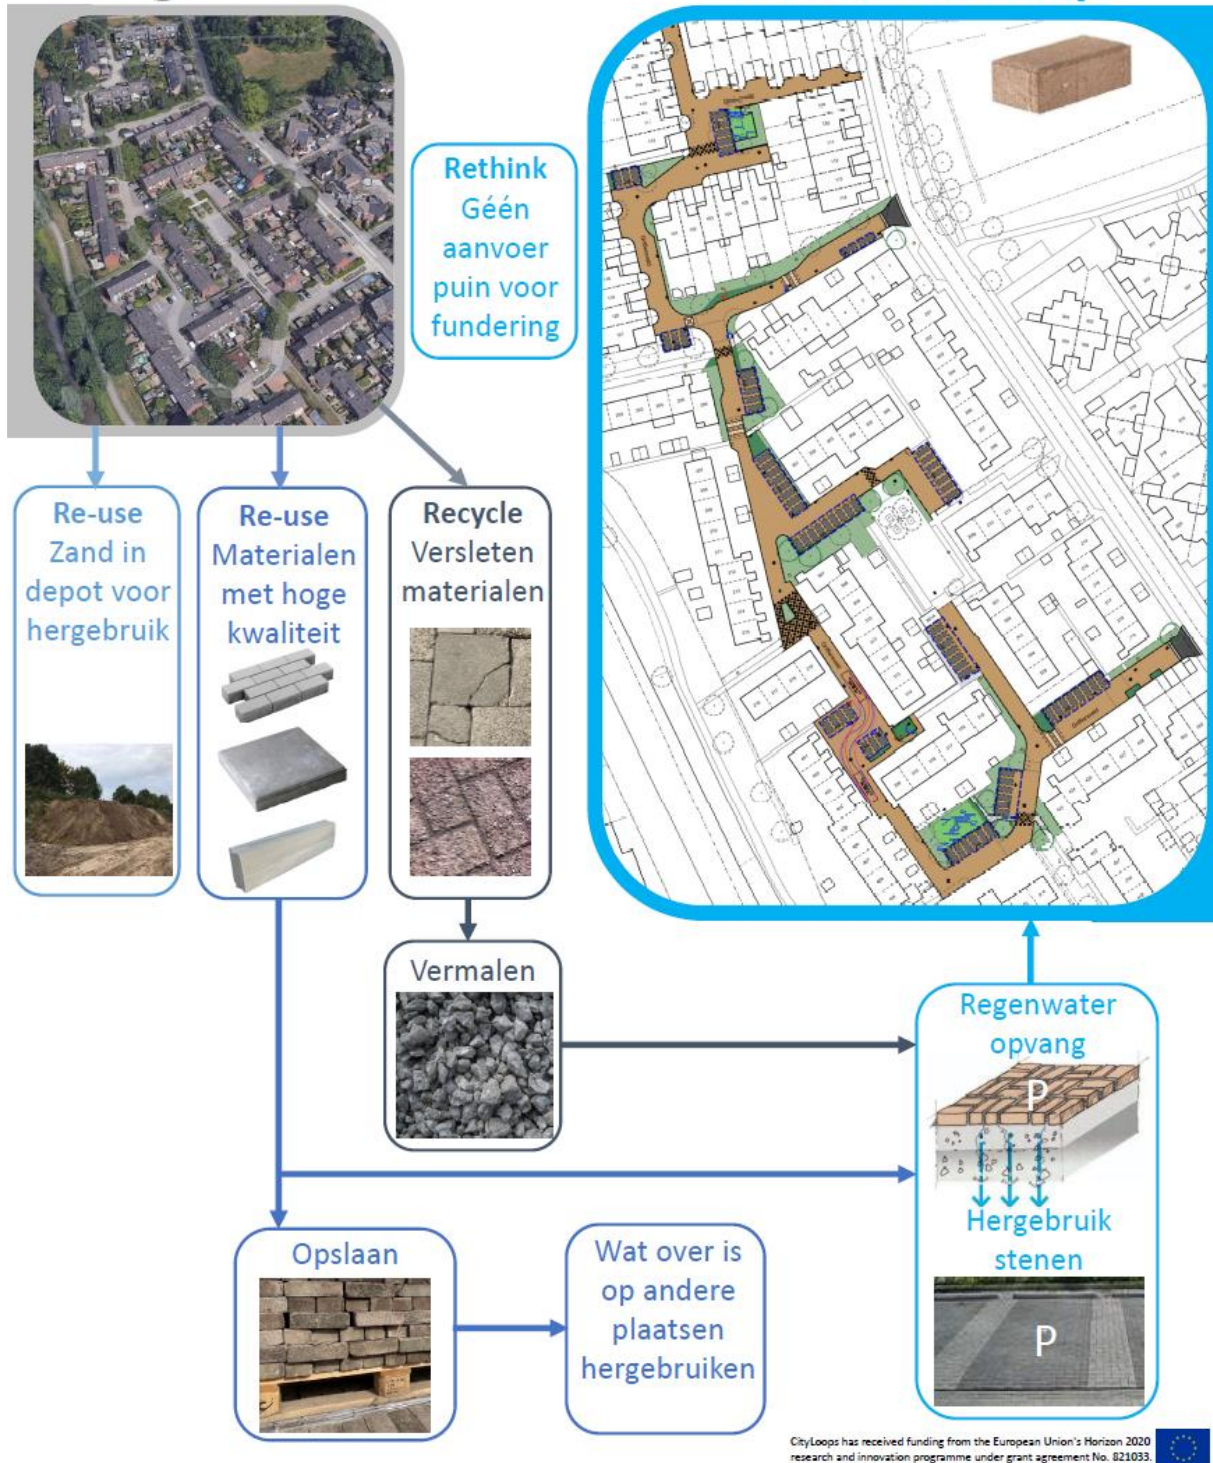 Rethink
Géén
aanvoer
puin voor
fundering
Re-use
Zand in
depot voor
hergebruik
Re-use
Materialen
met hoge
kwaliteit
Recycle
Versleten
materialen
Vermalen
Regenwater
opvang
P
Hergebruik
stenen
P
Opslaan
Wat over is
op andere
plaatsen
hergebruiken
CityLoops has received funding from the European Union's Horizon 2020
research and innovation programme under grant agreement No. 821033.